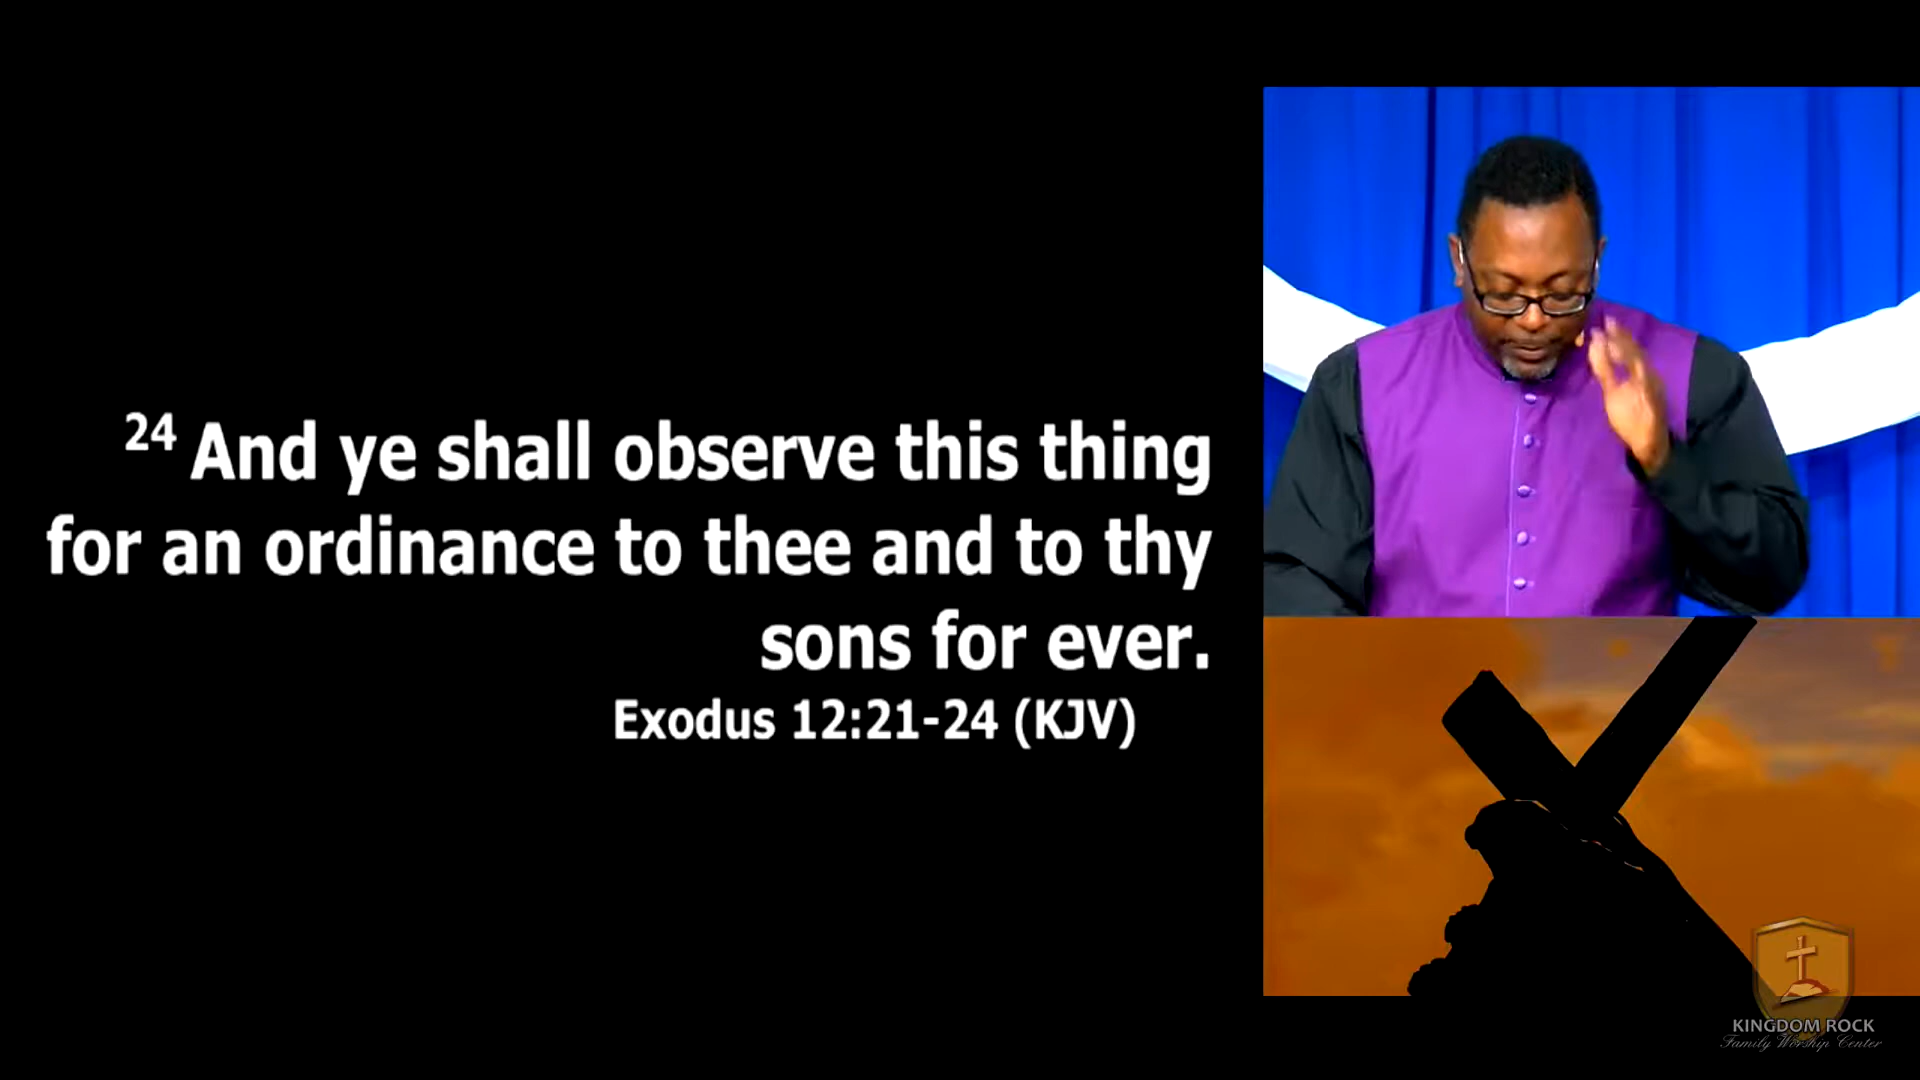 24 And ye shall observe this thing
for an ordinance to thee and to thy
sons for ever.
Exodus 12:21-24 (KJV)
KINGDOM ROCK
Family Worship Center